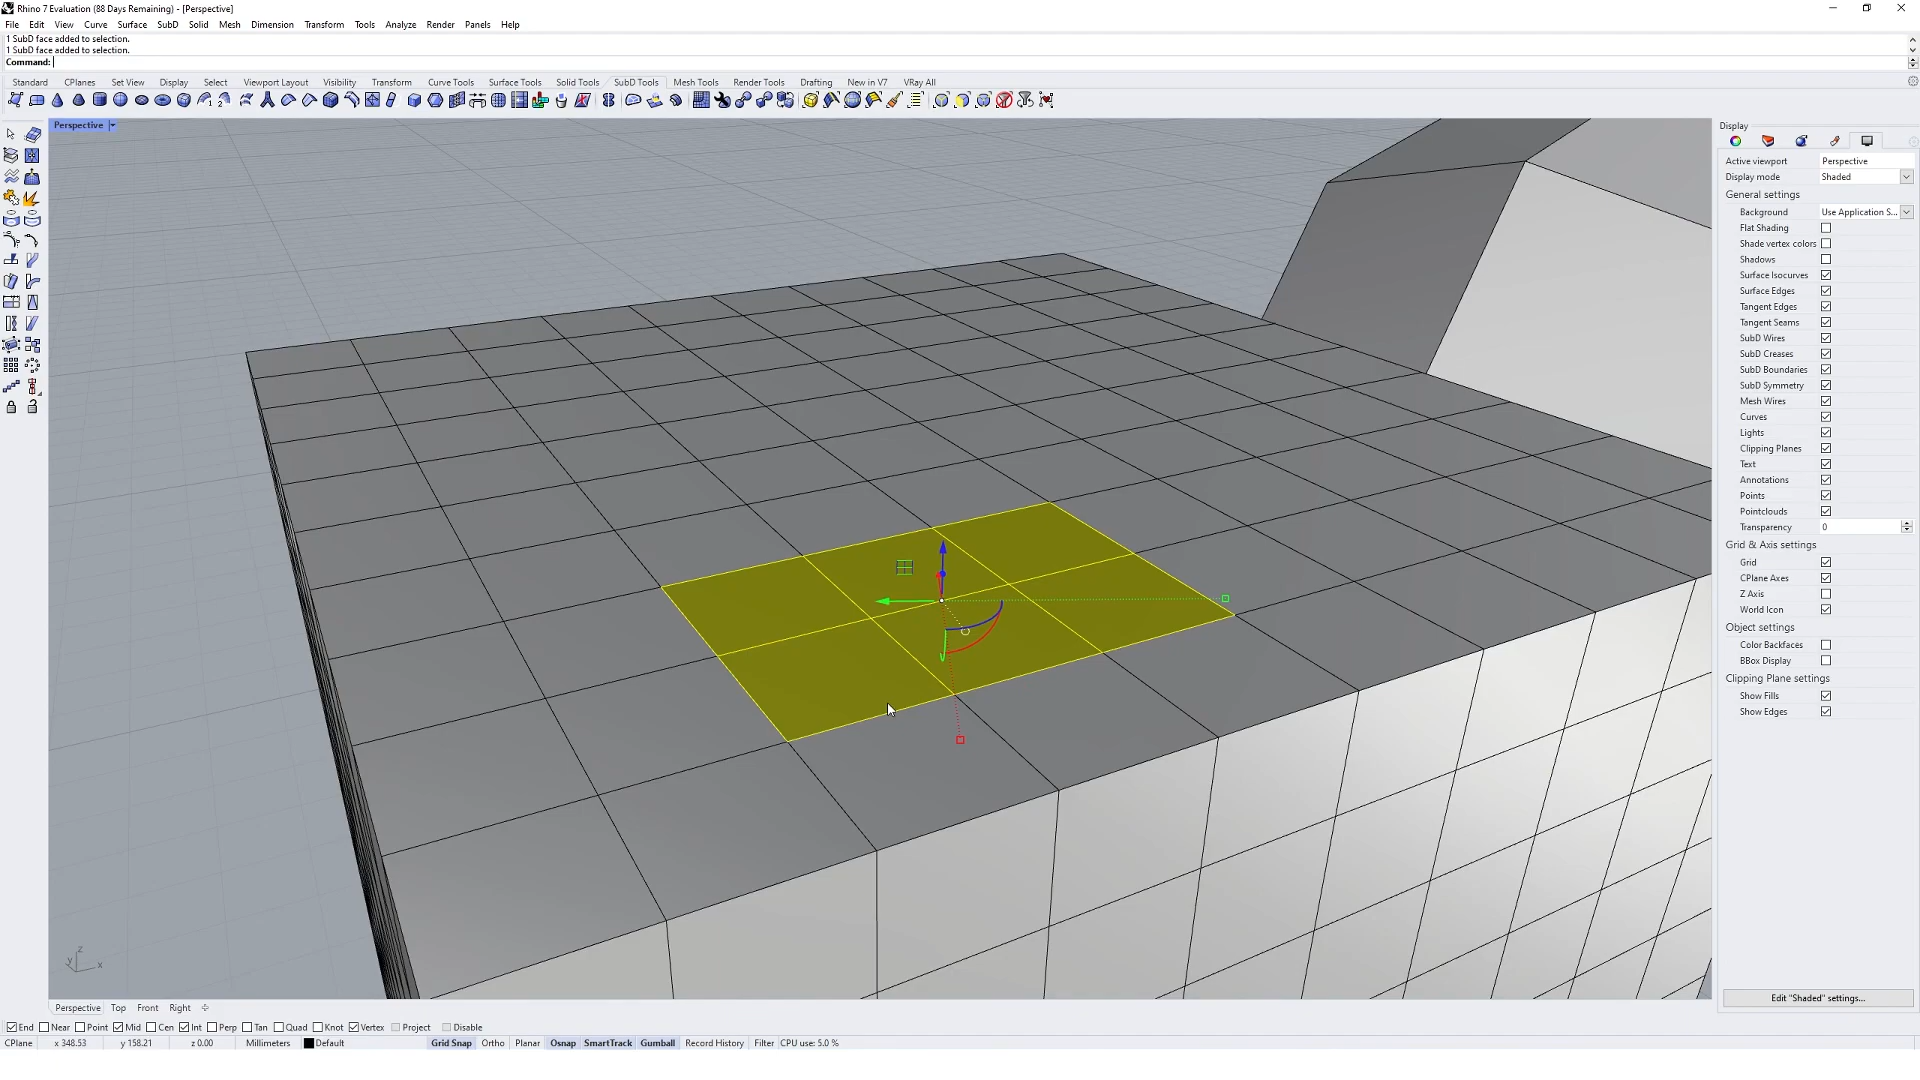 Rhino 7 Evaluation (88 Days Remaining) - [Perspective]
File Edit View Curve Surface SubD Solid Mesh Dimension Transform Tools Analyze Render Panels Help
1 SubD face added to selection.
1 SubD face added to selection.
Command:
Standard CPlanes Set View Display Select Viewport Layout Visibility Transform Curve Tools Surface Tools Solid Tools SubD Tools Mesh Tools Render Tools Drafting New in V7 VRay All
Perspective
Display
Active viewport Perspective
Display mode Shaded
General settings
Background Use Application S...
Flat Shading
Shade vertex colors
Shadows
Surface Isocurves
Surface Edges
Tangent Edges
Tangent Seams
SubD Wires
SubD Creases
SubD Boundaries
SubD Symmetry
Mesh Wires
Curves
Lights
Clipping Planes
Text
Annotations
Points
Pointclouds
Transparency 0
Grid & Axis settings
Grid
CPlane Axes
Z Axis
World Icon
Object settings
Color Backfaces
BBox Display
Clipping Plane settings
Show Fills
Show Edges
z
y x
Edit "Shaded" settings...
Perspective Top Front Right
End Near Point Mid Cen Int Perp Tan Quad Knot Vertex Project Disable
CPlane x 348.53 y 158.21 z 0.00 Millimeters Default Grid Snap Ortho Planar Osnap SmartTrack Gumball Record History Filter CPU use: 5.0 %